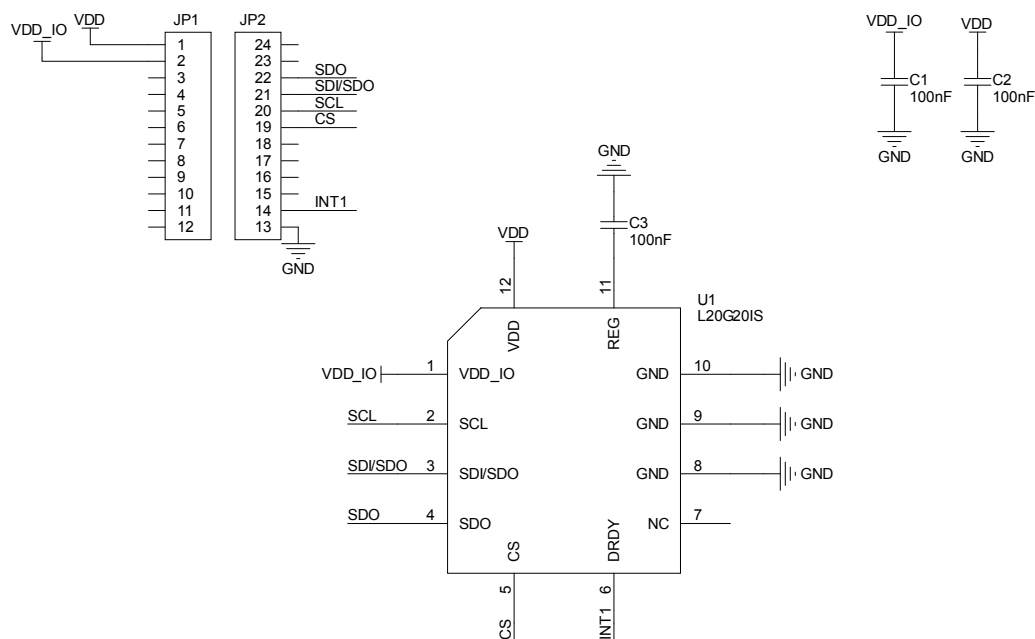 JP1
JP2
VDD
VDD_IO
1
2
3
4
5
6
7
8
9
10
11
12
24
23
22
21
20
19
18
17
16
15
14
13
SDO
SDI/SDO
SCL
CS
INT1
GND
VDD_IO
C1
100nF
GND
VDD
C2
100nF
GND
GND
C3
100nF
VDD
12
11
U1
L20G20IS
VDD
REG
VDD_IO
1
VDD_IO
GND
10
GND
SCL
2
SCL
GND
9
GND
SDI/SDO
3
SDI/SDO
GND
8
GND
SDO
4
SDO
NC
7
CS
DRDY
5
6
CS
INT1